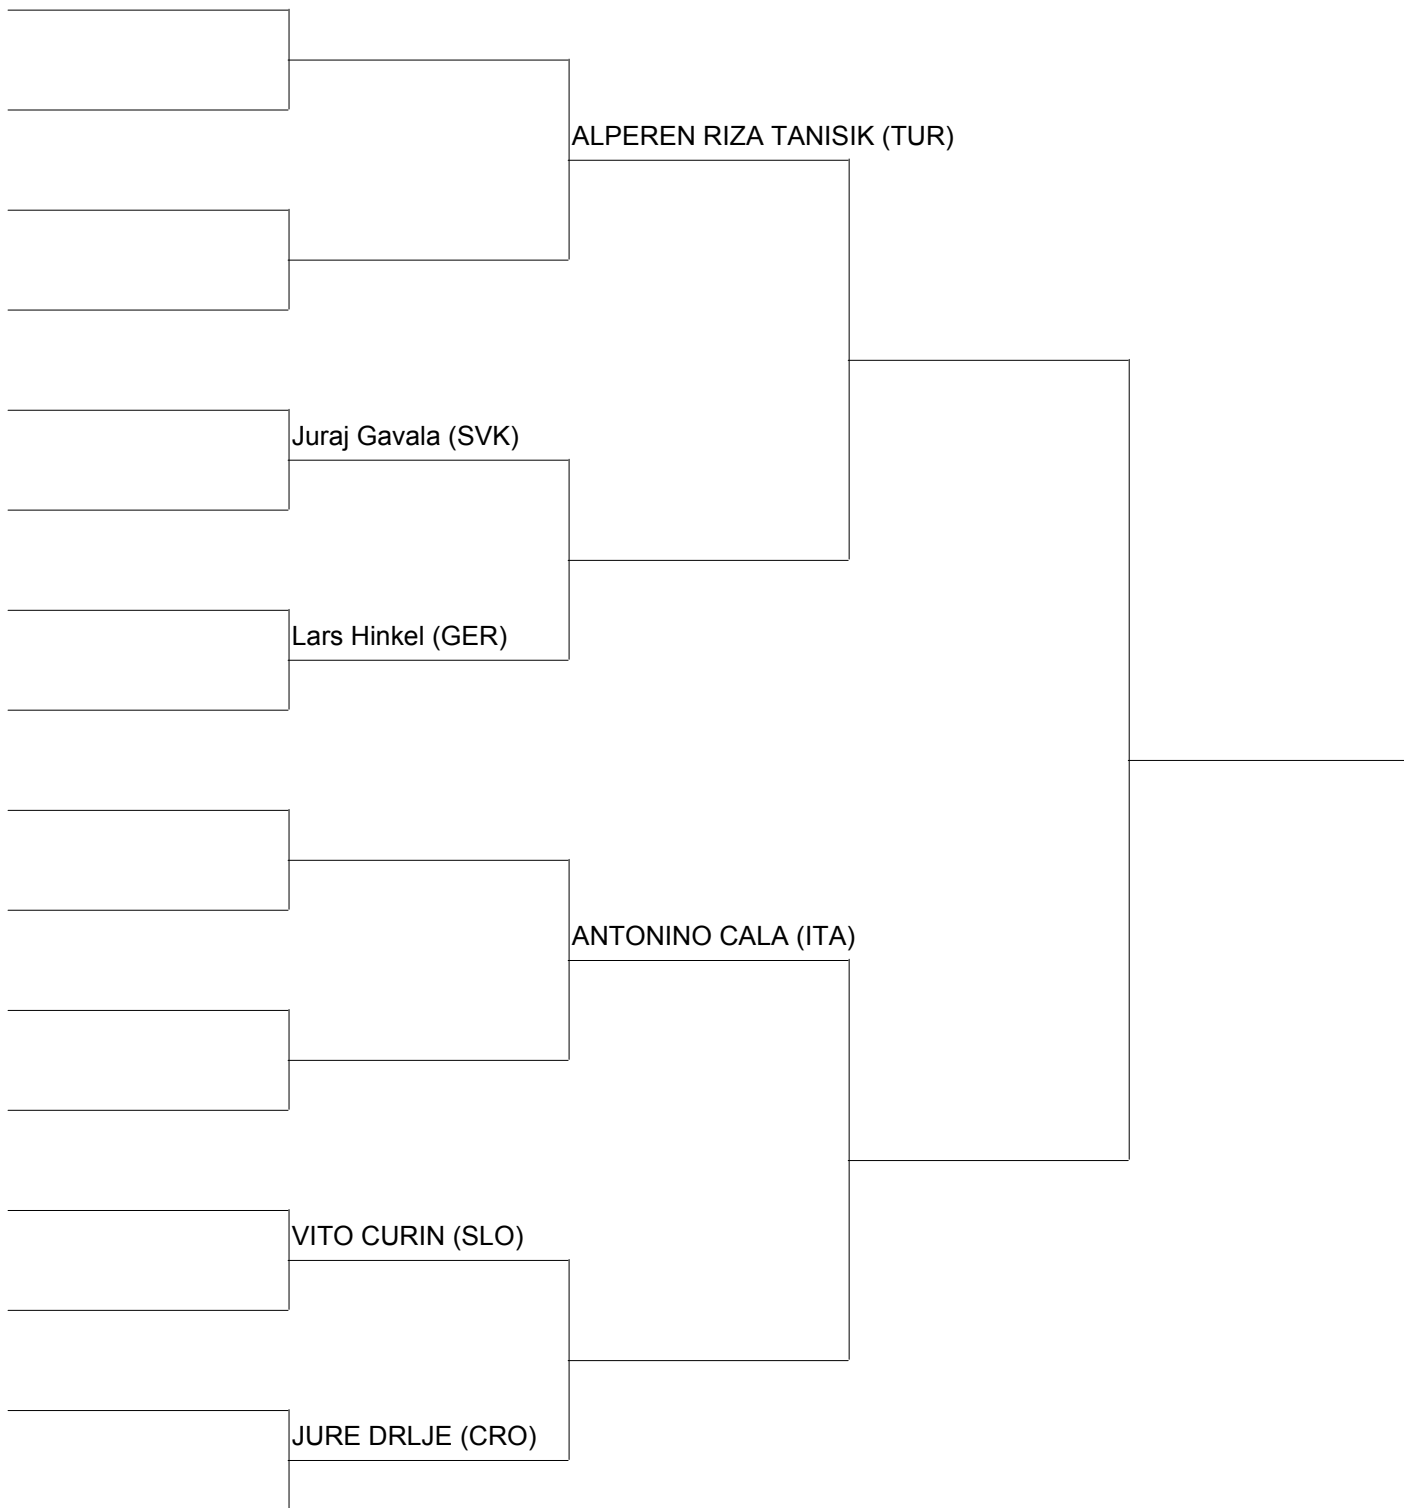 ALPEREN RIZA TANISIK (TUR)
Juraj Gavala (SVK)
Lars Hinkel (GER)
ANTONINO CALA (ITA)
VITO CURIN (SLO)
JURE DRLJE (CRO)